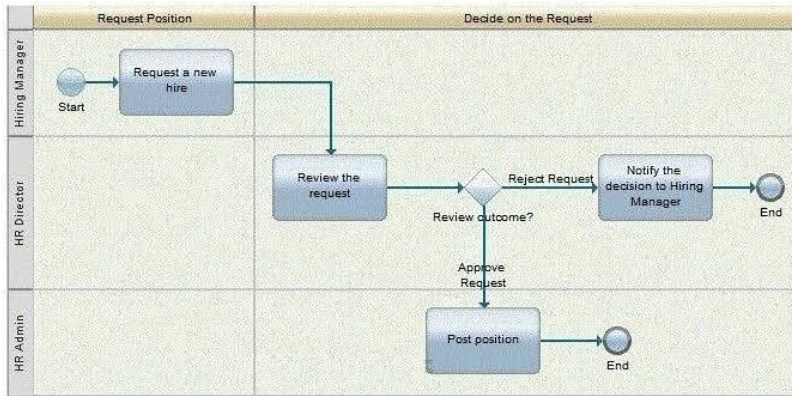 Request Position
Decide on the Request
Hiring Manager
Request a new
hire
Start
HR Director
Review the
request
Review outcome?
Reject Request
Notify the
decision to Hiring
Manager
End
Approve
Request
HR Admin
Post position
End